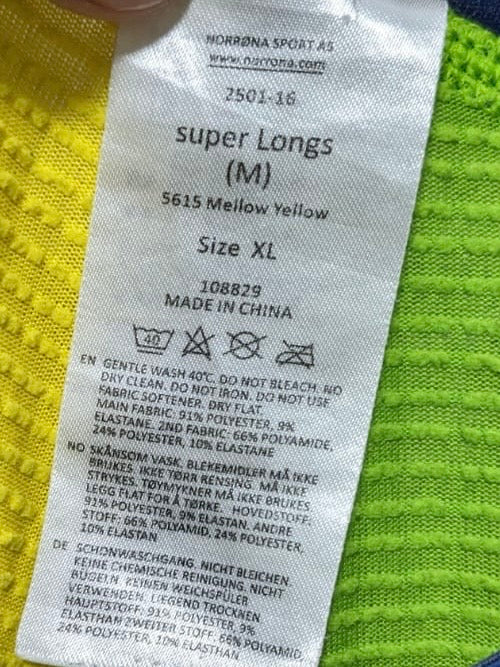 NORRØNA SPORT AS
www.norrona.com
2501-16
super Longs
(M)
5615 Mellow Yellow
Size XL
108829
MADE IN CHINA
40
EN GENTLE WASH 40°C. DO NOT BLEACH. NO
DRY CLEAN. DO NOT IRON. DO NOT USE
FABRIC SOFTENER. DRY FLAT.
MAIN FABRIC: 91% POLYESTER, 9%
ELASTANE. 2ND FABRIC: 66% POLYAMIDE,
24% POLYESTER, 10% ELASTANE
NO SKÅNSOM VASK. BLEKEMIDLER MÅ IKKE
BRUKES. IKKE TØRR RENSING. MÅ IKKE
STRYKES. TØYMYKNER MÅ IKKE BRUKES
LEGG FLAT FOR Å TØRKE. HOVEDSTOFF:
91% POLYESTER, 9% ELASTAN. ANDRE
STOFF: 66% POLYAMID, 24% POLYESTER,
10% ELASTAN
DE SCHONWASCHGANG. NICHT BLEICHEN.
KEINE CHEMISCHE REINIGUNG. NICHT
BÜGELN. KEINEN WEICHSPÜLER
VERWENDEN. LIEGEND TROCKNEN
HAUPTSTOFF: 91% POLYESTER, 9%
ELASTHAN ZWEITER STOFF: 66% POLYAMID
24% POLYESTER, 10% ELASTHAN